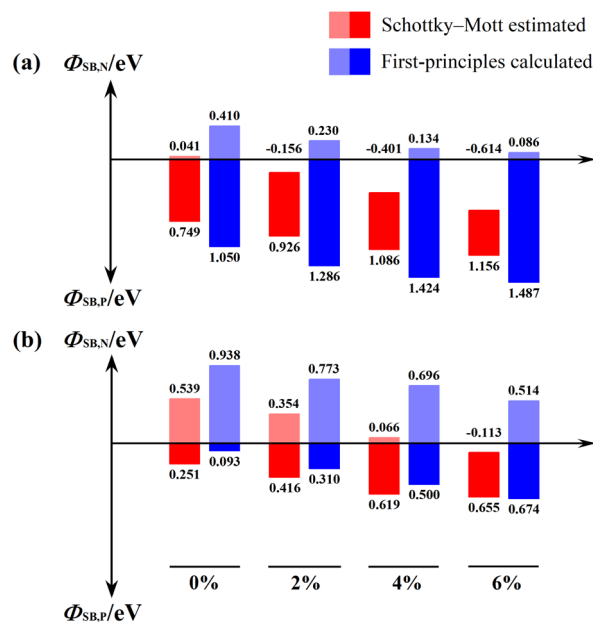 Schottky–Mott estimated
First-principles calculated
(a)
ΦSB,N/eV
0.041 0.410 -0.156 0.230 -0.401 0.134 -0.614 0.086
0.749 1.050 0.926 1.286 1.086 1.424 1.156 1.487
ΦSB,P/eV
(b)
ΦSB,N/eV
0.539 0.938 0.354 0.773 0.066 0.696 -0.113 0.514
0.251 0.093 0.416 0.310 0.619 0.500 0.655 0.674
0% 2% 4% 6%
ΦSB,P/eV